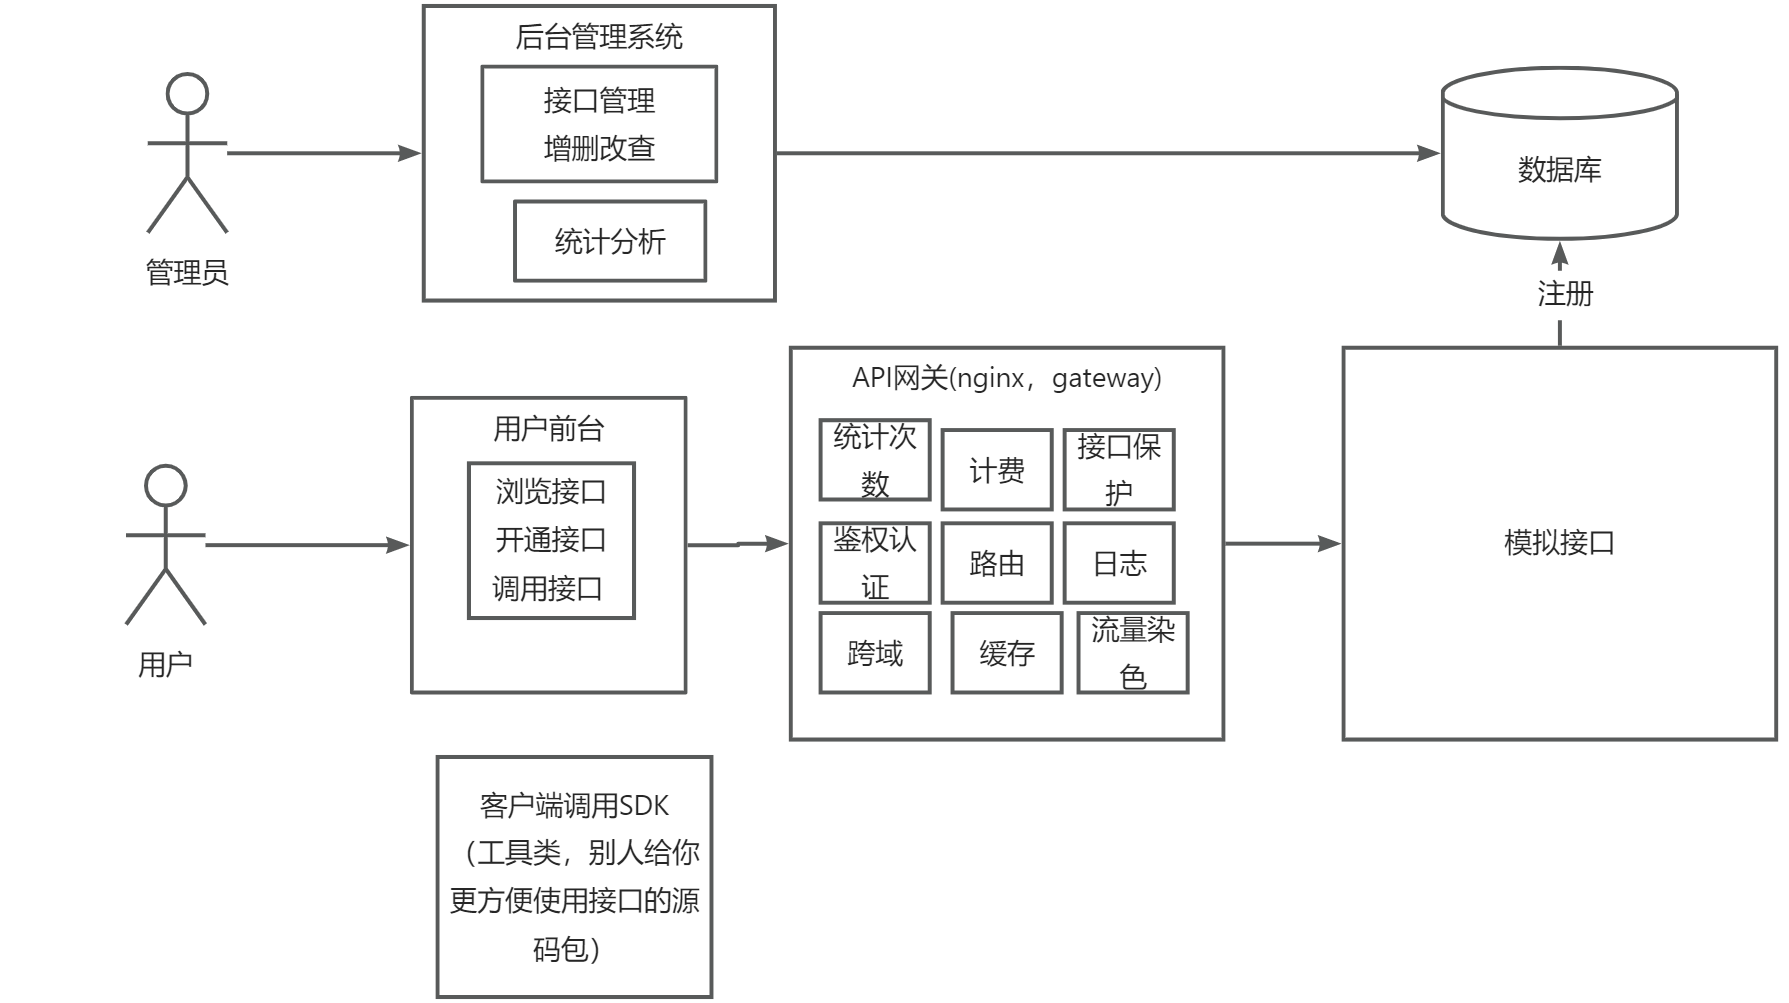 后台管理系统
接口管理
增删改查
统计分析
管理员
数据库
注册
用户前台
浏览接口
开通接口
调用接口
用户
API网关(nginx，gateway)
统计次
数
计费
接口保
护
鉴权认
证
路由
日志
跨域
缓存
流量染
色
模拟接口
客户端调用SDK
（工具类，别人给你
更方便使用接口的源
码包）